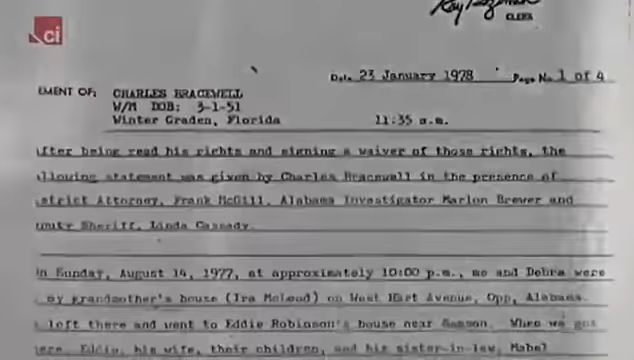 ci
CLERK
Date 23 January 1978 Page No 1 of 4
EMENT OF: CHARLES BRACEWELL
W/M DOB: 3-1-51
Winter Graden, Florida 11:35 a.m.
fter being read his rights and signing a waiver of those rights, the
llowing statement was given by Charles Bracewell in the presence of
strict Attorney, Frank McGill, Alabama Investigator Marlon Brewer and
puty Sheriff, Linda Cassady.
n Sunday, August 14, 1977, at approximately 10:00 p.m., me and Debra were
my grandmother's house (Ira McLeod) on West Hart Avenue, Opp, Alabama.
left there and went to Eddie Robinson's house near Samson. When we got
ere, Eddie, his wife, their children, and his sister-in-law, Mabel